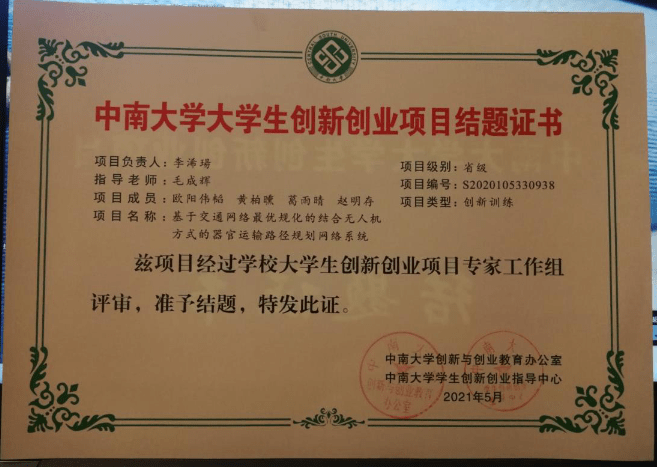 CENTRAL SOUTH UNIVERSITY
中南大学大学生创新创业项目结题证书
项目负责人：李浠瑒 项目级别：省级
指导老师：毛成辉 项目编号：S2020105330938
项目成员：欧阳伟韬 黄柏骥 葛雨晴 赵明存 项目类型：创新训练
项目名称：基于交通网络最优规化的结合无人机
方式的器官运输路径规划网络系统
兹项目经过学校大学生创新创业项目专家工作组
评审，准予结题，特发此证。
中南大学创新与创业教育办公室
中南大学学生创新创业指导中心
2021年5月